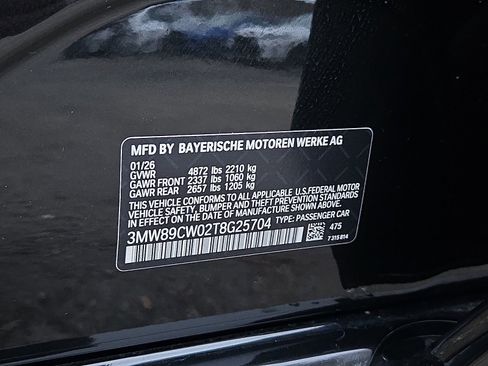 MFD BY BAYERISCHE MOTOREN WERKE AG
01/26
GVWR 4872 lbs 2210 kg
GAWR FRONT 2337 lbs 1060 kg
GAWR REAR 2657 lbs 1205 kg
THIS VEHICLE CONFORMS TO ALL APPLICABLE U.S.FEDERAL MOTOR
VEHICLE SAFETY, BUMPER, AND THEFT PREVENTION STANDARDS IN
EFFECT ON THE DATE OF MANUFACTURE SHOWN ABOVE.
3MW89CW02T8G25704 TYPE: PASSENGER CAR
475
7 315 814